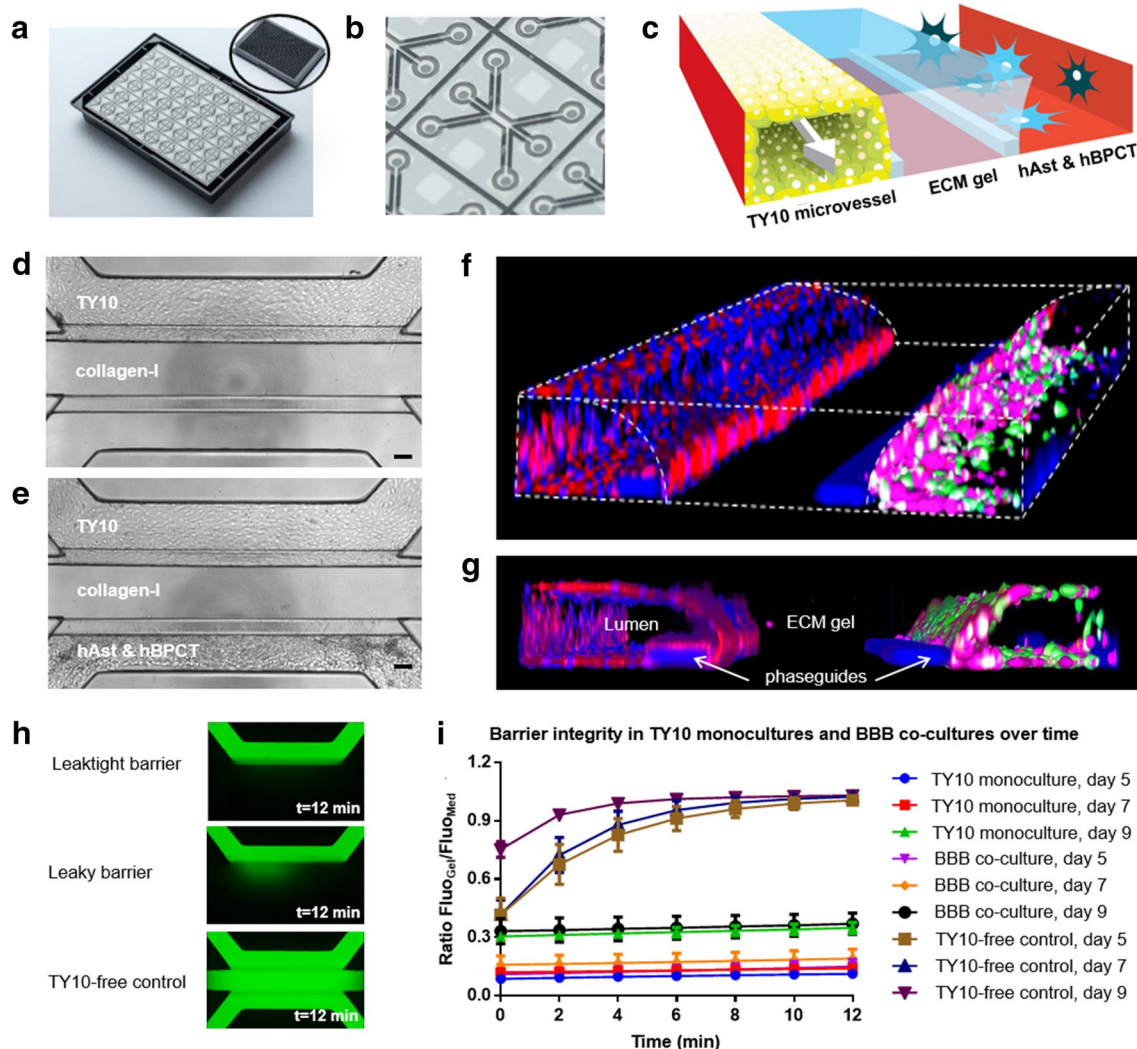 a
b
c
TY10 microvessel
ECM gel
hAst & hBPCT
d
TY10
collagen-I
e
TY10
collagen-I
hAst & hBPCT
f
g
Lumen
ECM gel
phaseguides
h
Leaktight barrier
t=12 min
Leaky barrier
t=12 min
TY10-free control
t=12 min
i
Barrier integrity in TY10 monocultures and BBB co-cultures over time
Ratio Fluo_Gel/Fluo_Med
1.2
0.9
0.6
0.3
0.0
0 2 4 6 8 10 12
Time (min)
TY10 monoculture, day 5
TY10 monoculture, day 7
TY10 monoculture, day 9
BBB co-culture, day 5
BBB co-culture, day 7
BBB co-culture, day 9
TY10-free control, day 5
TY10-free control, day 7
TY10-free control, day 9